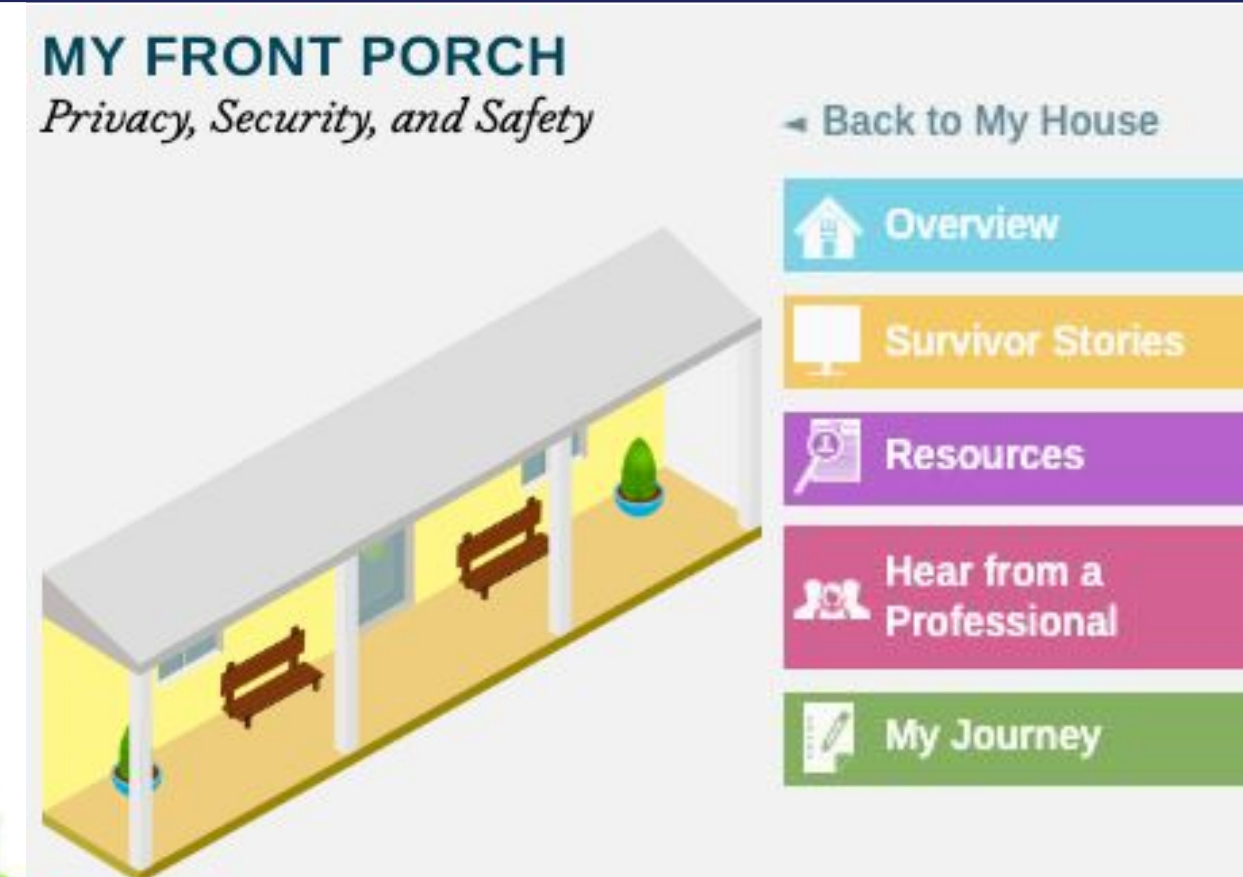 MY FRONT PORCH
Privacy, Security, and Safety
◄ Back to My House
Overview
Survivor Stories
Resources
Hear from a
Professional
My Journey